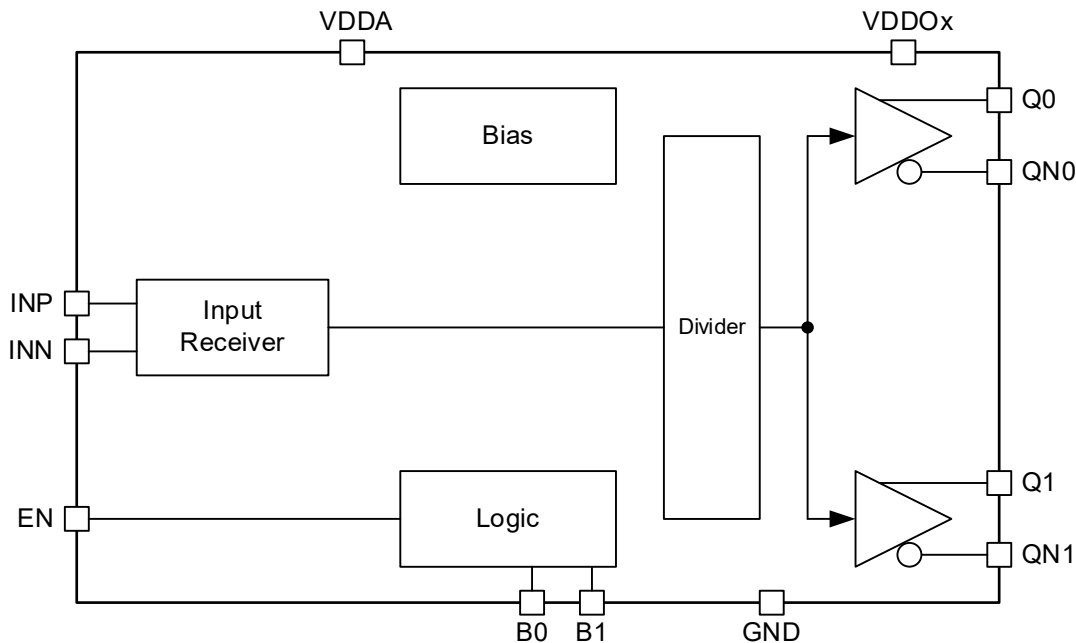 VDDA
VDDOx
Q0
Bias
QN0
INP
Input
Receiver
INN
Divider
Q1
EN
Logic
QN1
B0
B1
GND